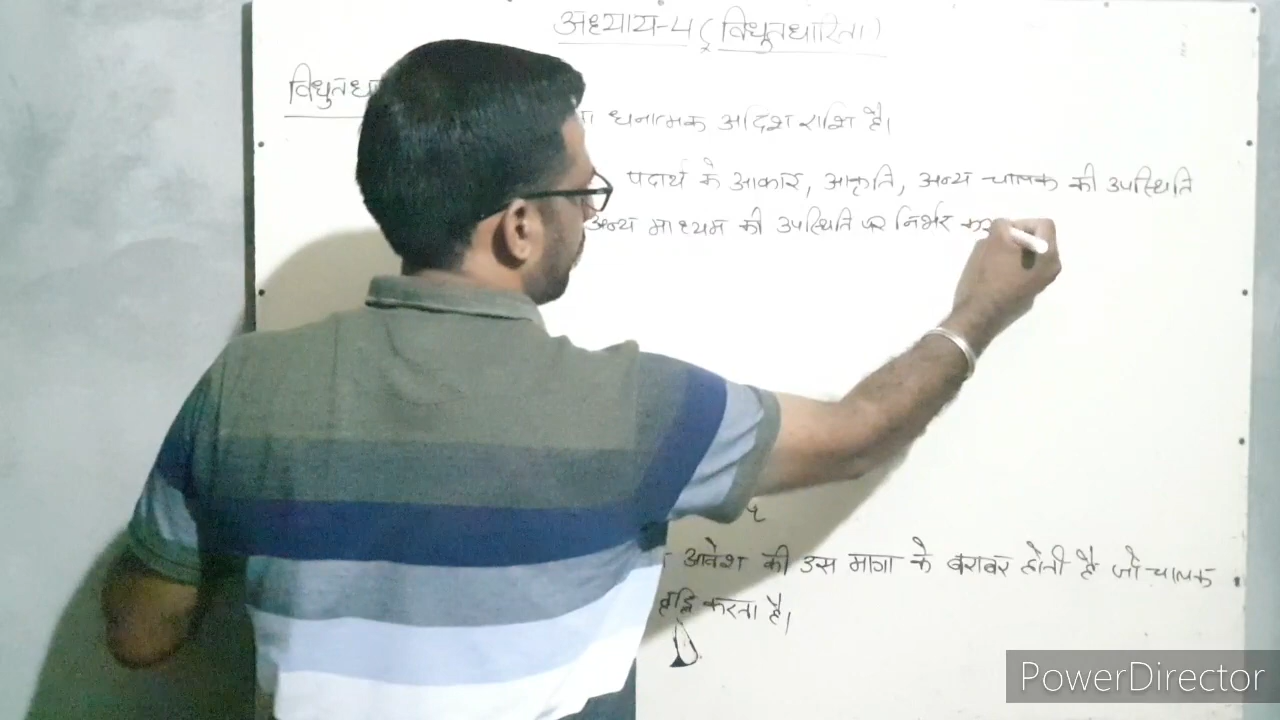 अध्याय-4 (विधुतधारिता)
विधुतधा
धनात्मक अदिश राशि है।
पदार्थ के आकार, आकृति, अन्य चालक की उपस्थिति
अन्य माध्यम की उपस्थिति पर निर्भर कर
आवेश की उस मात्रा के बराबर होती है जो चालक
वृद्धि करता है।
PowerDirector